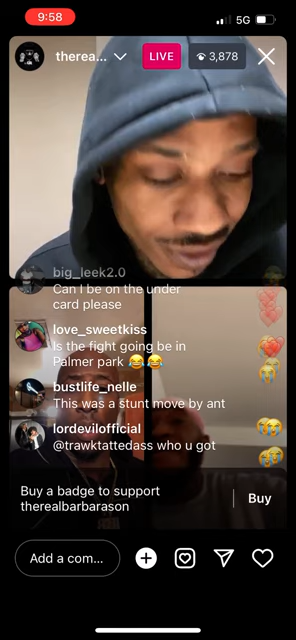 9:58
5G
therea...
LIVE
3,878
big_leek2.0
Can I be on the under
card please
love_sweetkiss
Is the fight going be in
Palmer park 😂😂
bustlife_nelle
This was a stunt move by ant
lordevilofficial
@trawktattedass who u got
Buy a badge to support
therealbarbarason
Buy
Add a com...